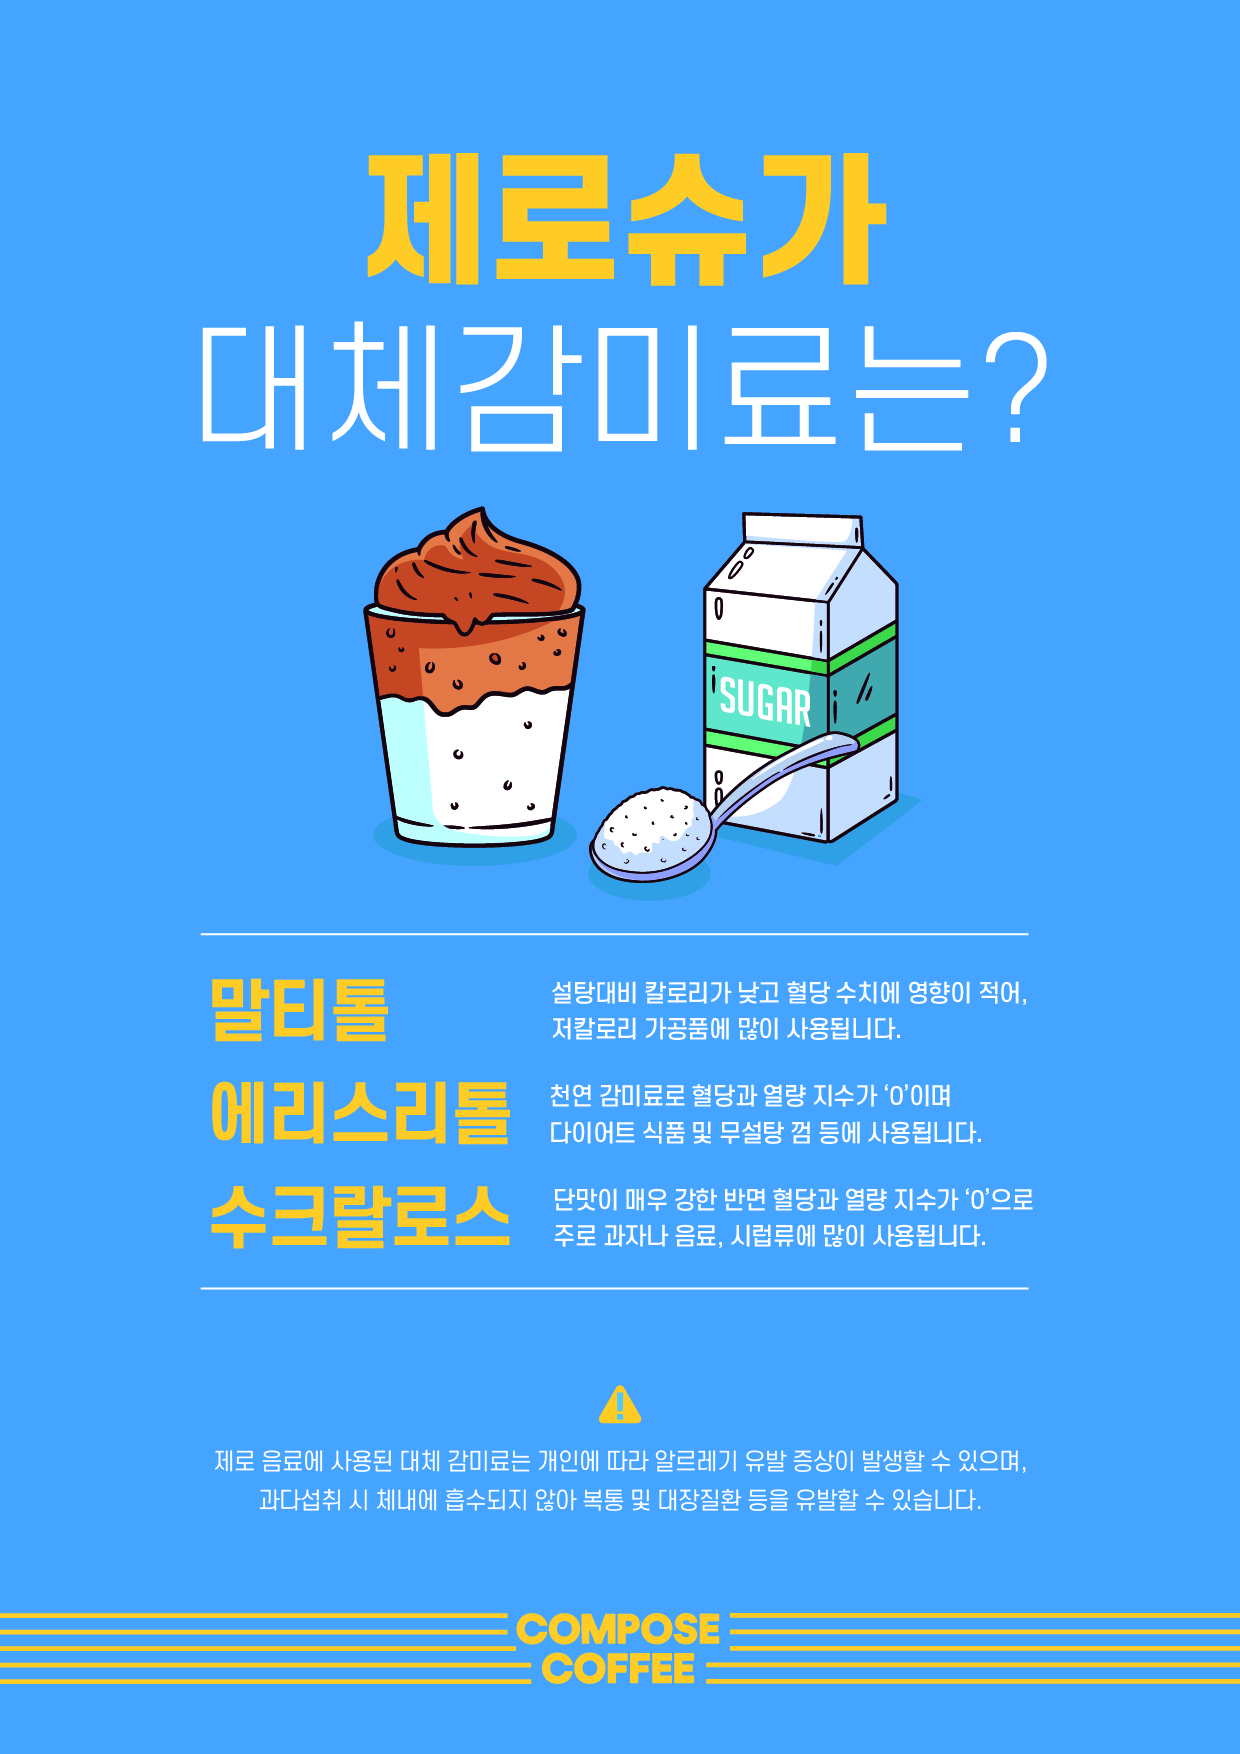 제로슈가
대체감미료는?
SUGAR
말티톨
설탕대비 칼로리가 낮고 혈당 수치에 영향이 적어,
저칼로리 가공품에 많이 사용됩니다.
에리스리톨
천연 감미료로 혈당과 열량 지수가 ‘0’이며
다이어트 식품 및 무설탕 껌 등에 사용됩니다.
수크랄로스
단맛이 매우 강한 반면 혈당과 열량 지수가 ‘0’으로
주로 과자나 음료, 시럽류에 많이 사용됩니다.
제로 음료에 사용된 대체 감미료는 개인에 따라 알르레기 유발 증상이 발생할 수 있으며,
과다섭취 시 체내에 흡수되지 않아 복통 및 대장질환 등을 유발할 수 있습니다.
COMPOSE
COFFEE